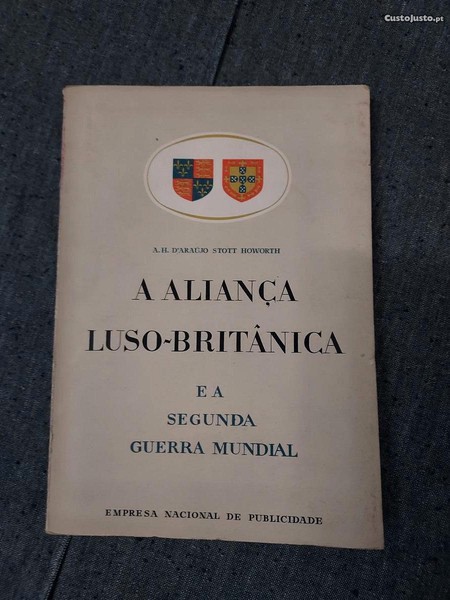 CustoJusto.pt
A. H. D'ARAÚJO STOTT HOWORTH
A ALIANÇA
LUSO-BRITÂNICA
E A
SEGUNDA
GUERRA MUNDIAL
EMPRESA NACIONAL DE PUBLICIDADE